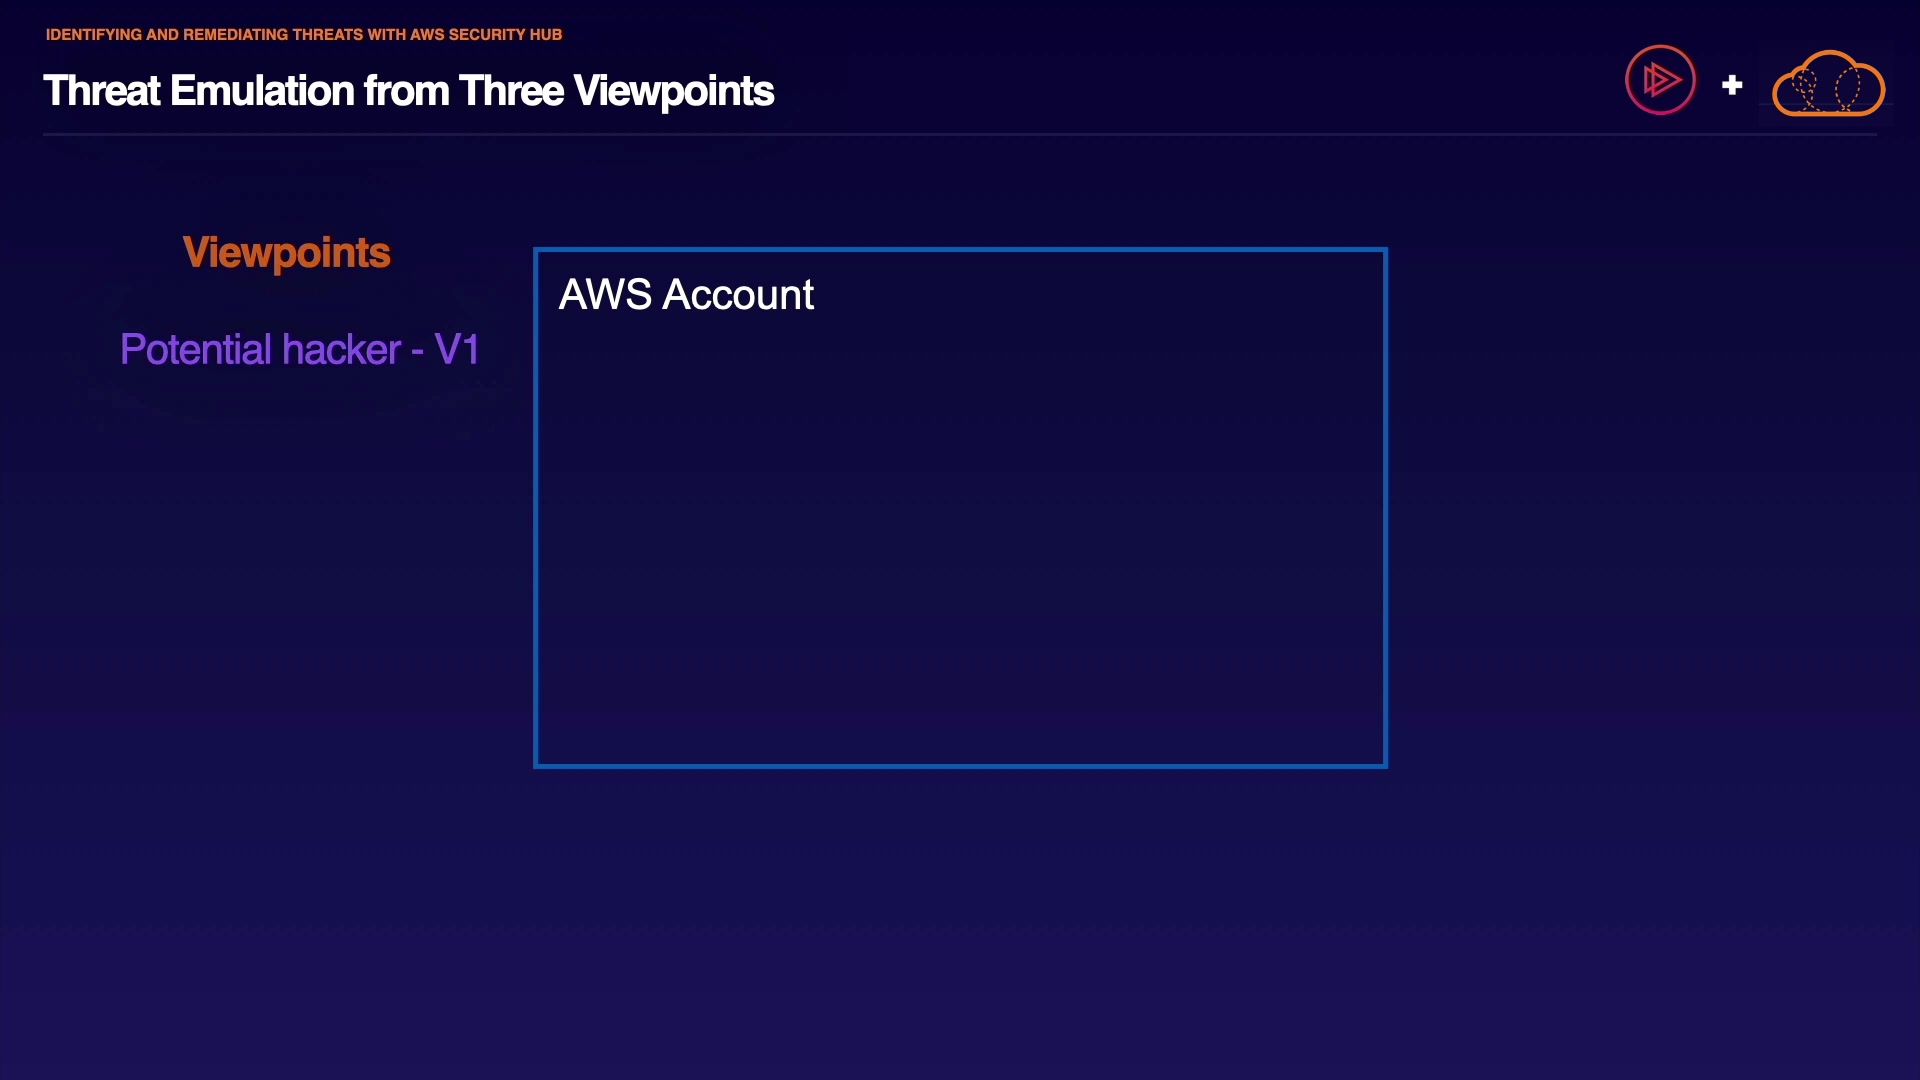 IDENTIFYING AND REMEDIATING THREATS WITH AWS SECURITY HUB
Threat Emulation from Three Viewpoints
+
Viewpoints
Potential hacker - V1
AWS Account